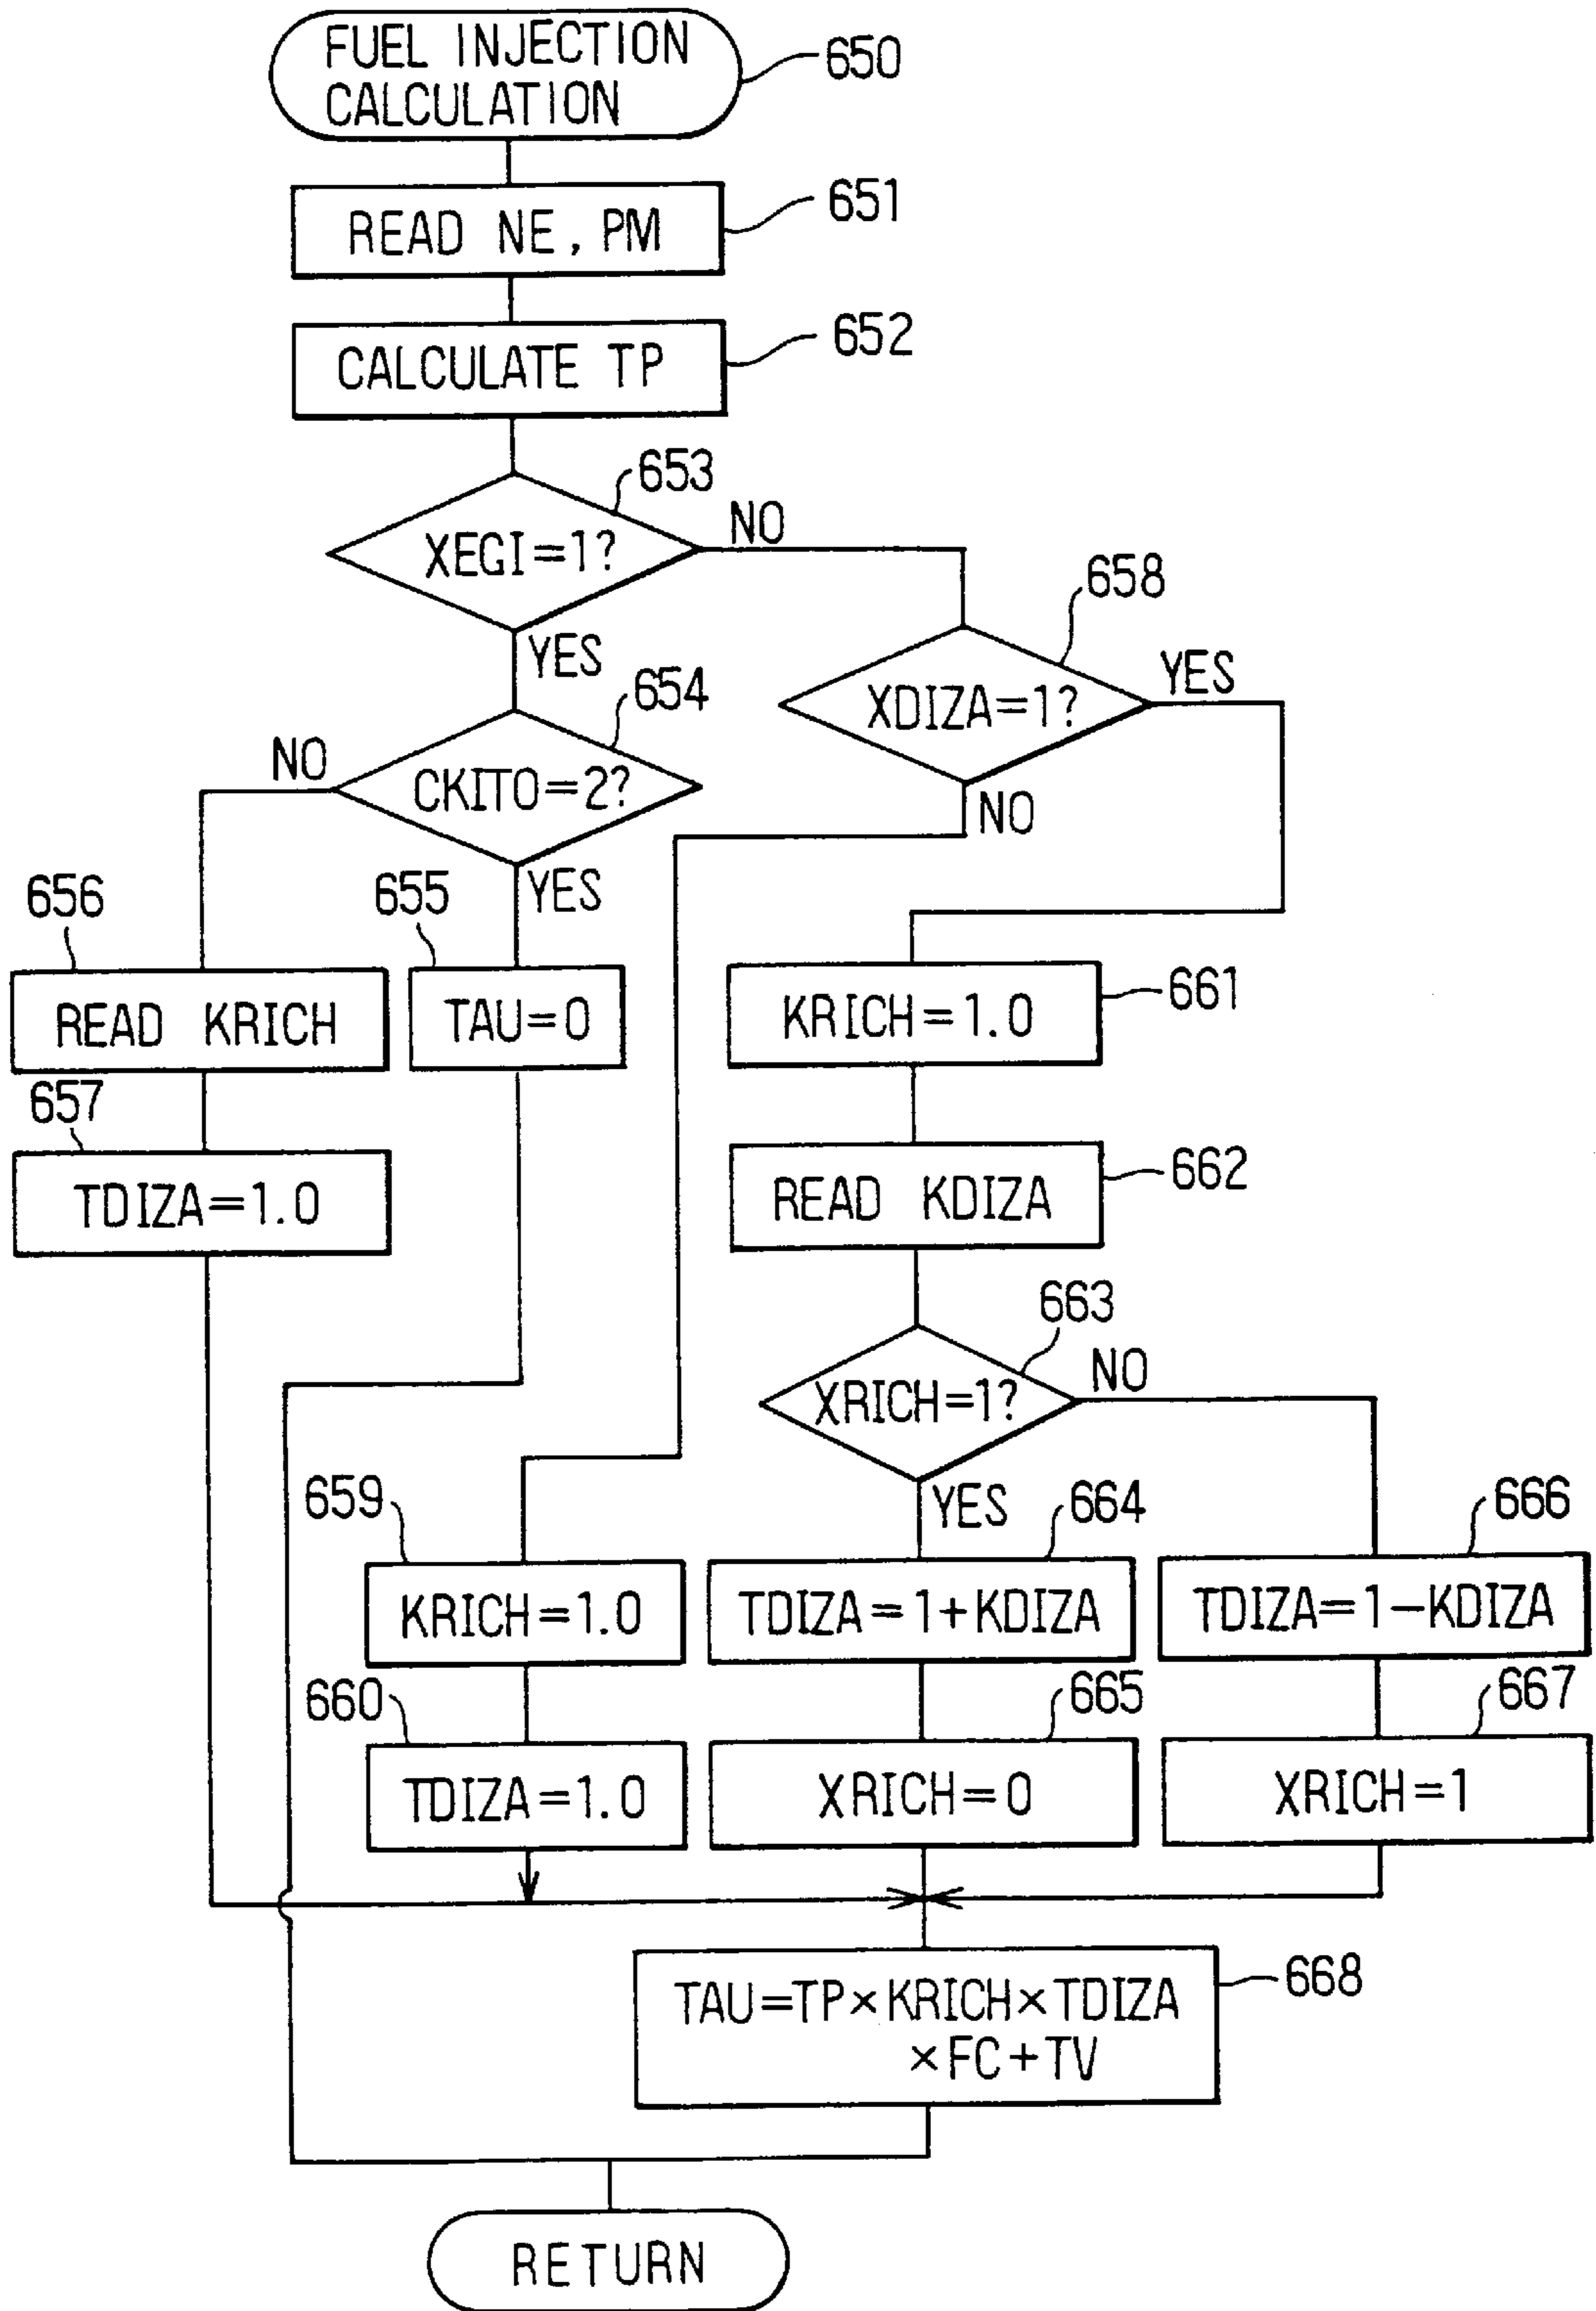 FUEL INJECTION
CALCULATION
650
READ NE, PM
651
CALCULATE TP
652
653
XEGI=1?
NO
YES
658
XDIZA=1?
YES
NO
654
CKITO=2?
NO
YES
656
READ KRICH
655
TAU=0
661
KRICH=1.0
657
TDIZA=1.0
662
READ KDIZA
663
XRICH=1?
NO
YES
659
KRICH=1.0
664
TDIZA=1+KDIZA
666
TDIZA=1-KDIZA
660
TDIZA=1.0
665
XRICH=0
667
XRICH=1
TAU=TP×KRICH×TDIZA
×FC+TV
668
RETURN